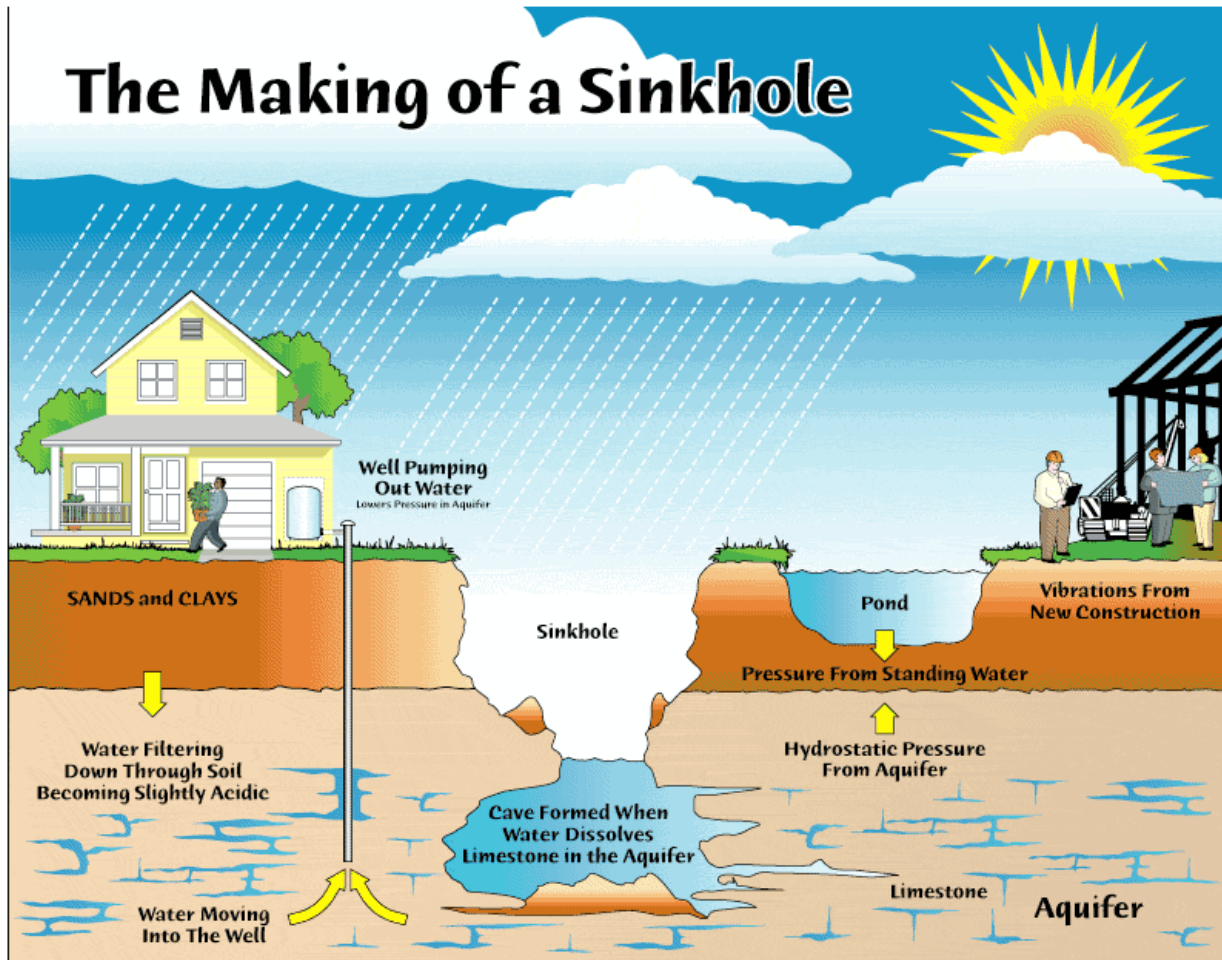 The Making of a Sinkhole
Well Pumping
Out Water
Lowers Pressure in Aquifer
SANDS and CLAYS
Sinkhole
Pond
Vibrations From
New Construction
Pressure From Standing Water
Water Filtering
Down Through Soil
Becoming Slightly Acidic
Hydrostatic Pressure
From Aquifer
Cave Formed When
Water Dissolves
Limestone in the Aquifer
Limestone
Aquifer
Water Moving
Into The Well